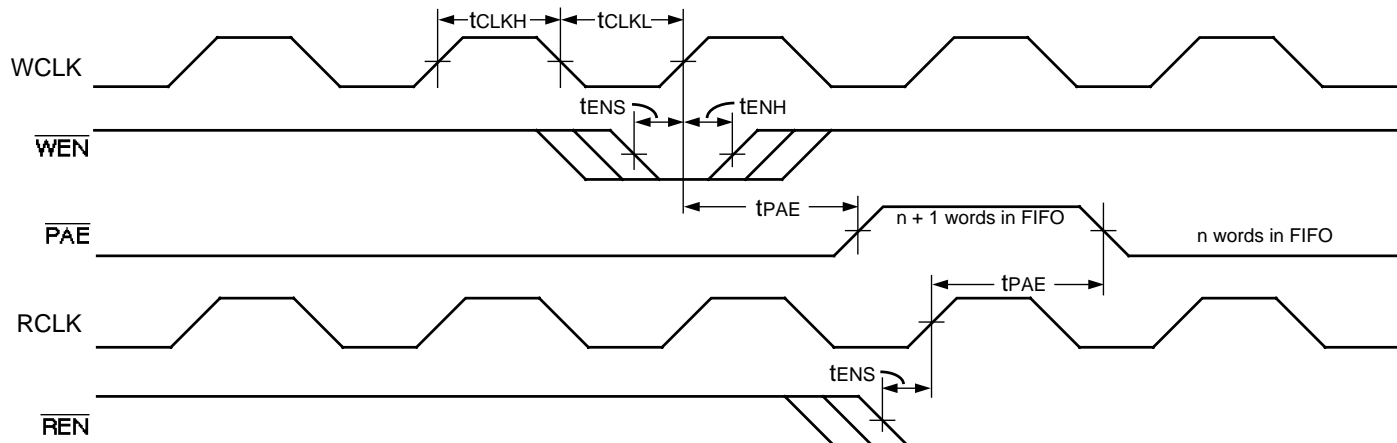 tCLKH tCLKL
WCLK
tENS tENH
WEN
tPAE
n + 1 words in FIFO
PAE
n words in FIFO
tPAE
RCLK
tENS
REN